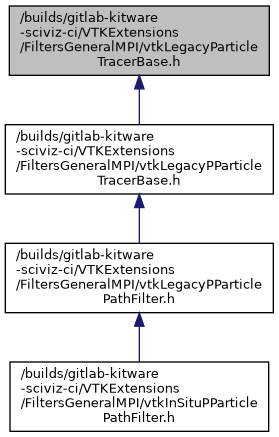 /builds/gitlab-kitware
-sciviz-ci/VTKExtensions
/FiltersGeneralMPI/vtkLegacyParticle
TracerBase.h
/builds/gitlab-kitware
-sciviz-ci/VTKExtensions
/FiltersGeneralMPI/vtkLegacyPParticle
TracerBase.h
/builds/gitlab-kitware
-sciviz-ci/VTKExtensions
/FiltersGeneralMPI/vtkLegacyPParticle
PathFilter.h
/builds/gitlab-kitware
-sciviz-ci/VTKExtensions
/FiltersGeneralMPI/vtkInSituPParticle
PathFilter.h